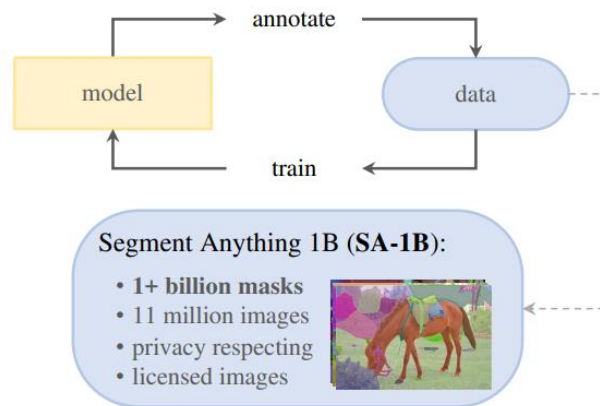 annotate
model
data
train
Segment Anything 1B (SA-1B):
• 1+ billion masks
• 11 million images
• privacy respecting
• licensed images